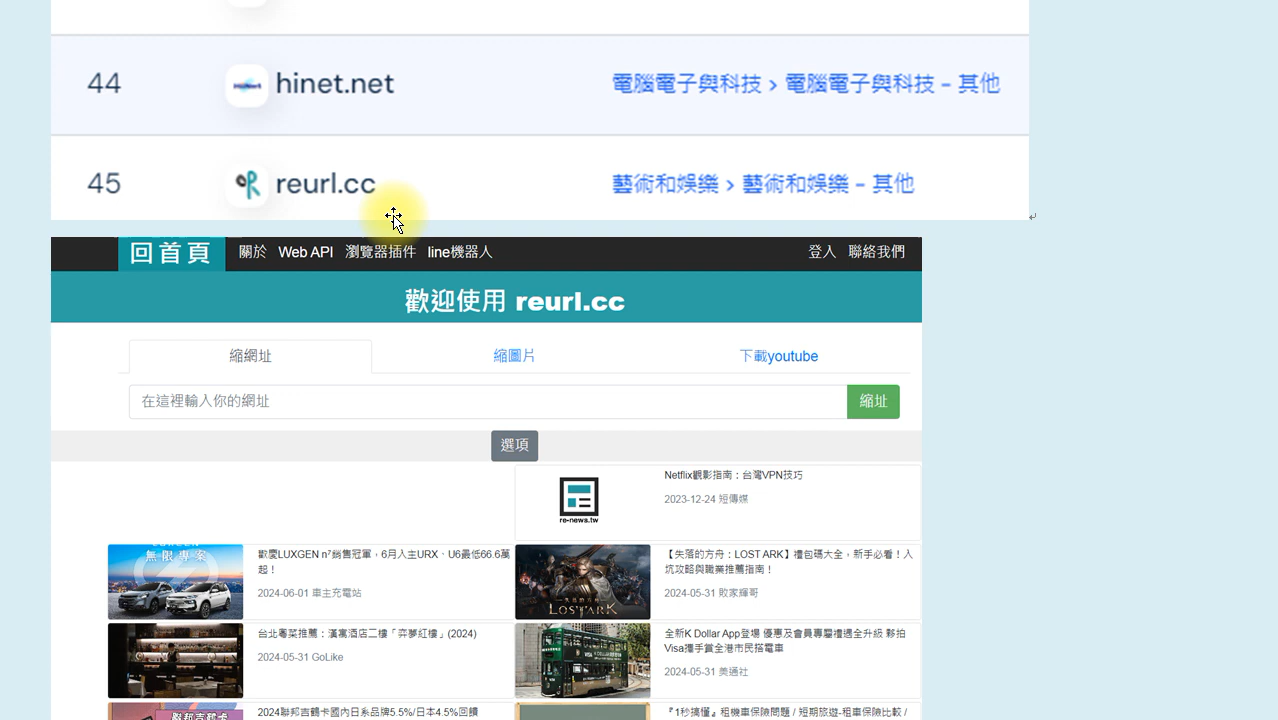 44 hinet.net 電腦電子與科技 > 電腦電子與科技 - 其他
45 reurl.cc 藝術和娛樂 > 藝術和娛樂 - 其他
回首頁 關於 Web API 瀏覽器插件 line機器人 登入 聯絡我們
歡迎使用 reurl.cc
縮網址 縮圖片 下載youtube
在這裡輸入你的網址 縮址
選項
re-news.tw
Netflix觀影指南：台灣VPN技巧
2023-12-24 短傳媒
無限專案
歡慶LUXGEN n⁷銷售冠軍，6月入主URX、U6最低66.6萬
起！
2024-06-01 車主充電站
LOST ARK
【失落的方舟：LOST ARK】禮包碼大全，新手必看！入
坑攻略與職業推薦指南！
2024-05-31 敗家輝哥
台北粵菜推薦：漢寓酒店二樓「弈夢紅樓」(2024)
2024-05-31 GoLike
全新K Dollar App登場 優惠及會員專屬禮遇全升級 夥拍
Visa攜手賞全港市民搭電車
2024-05-31 美通社
2024聯邦吉鶴卡國內日系品牌5.5%/日本4.5%回饋
『1秒搞懂』租機車保險問題 / 短期旅遊-租車保險比較 /